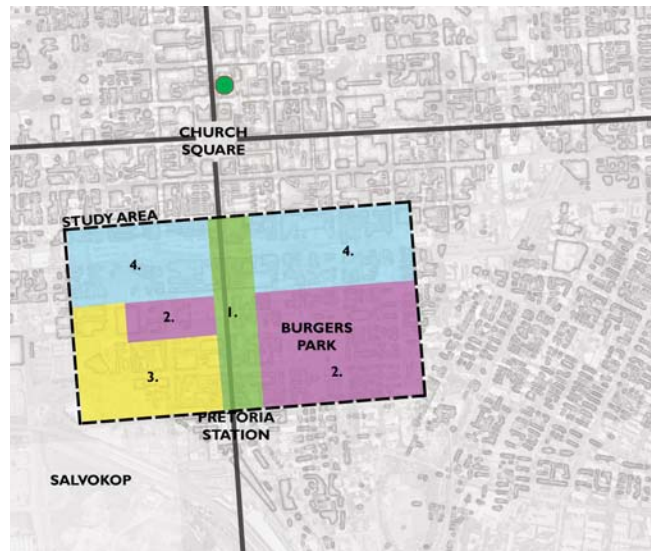 CHURCH
SQUARE
STUDY AREA
4.
4.
2.
1.
BURGERS
PARK
3.
2.
PRETORIA
STATION
SALVOKOP